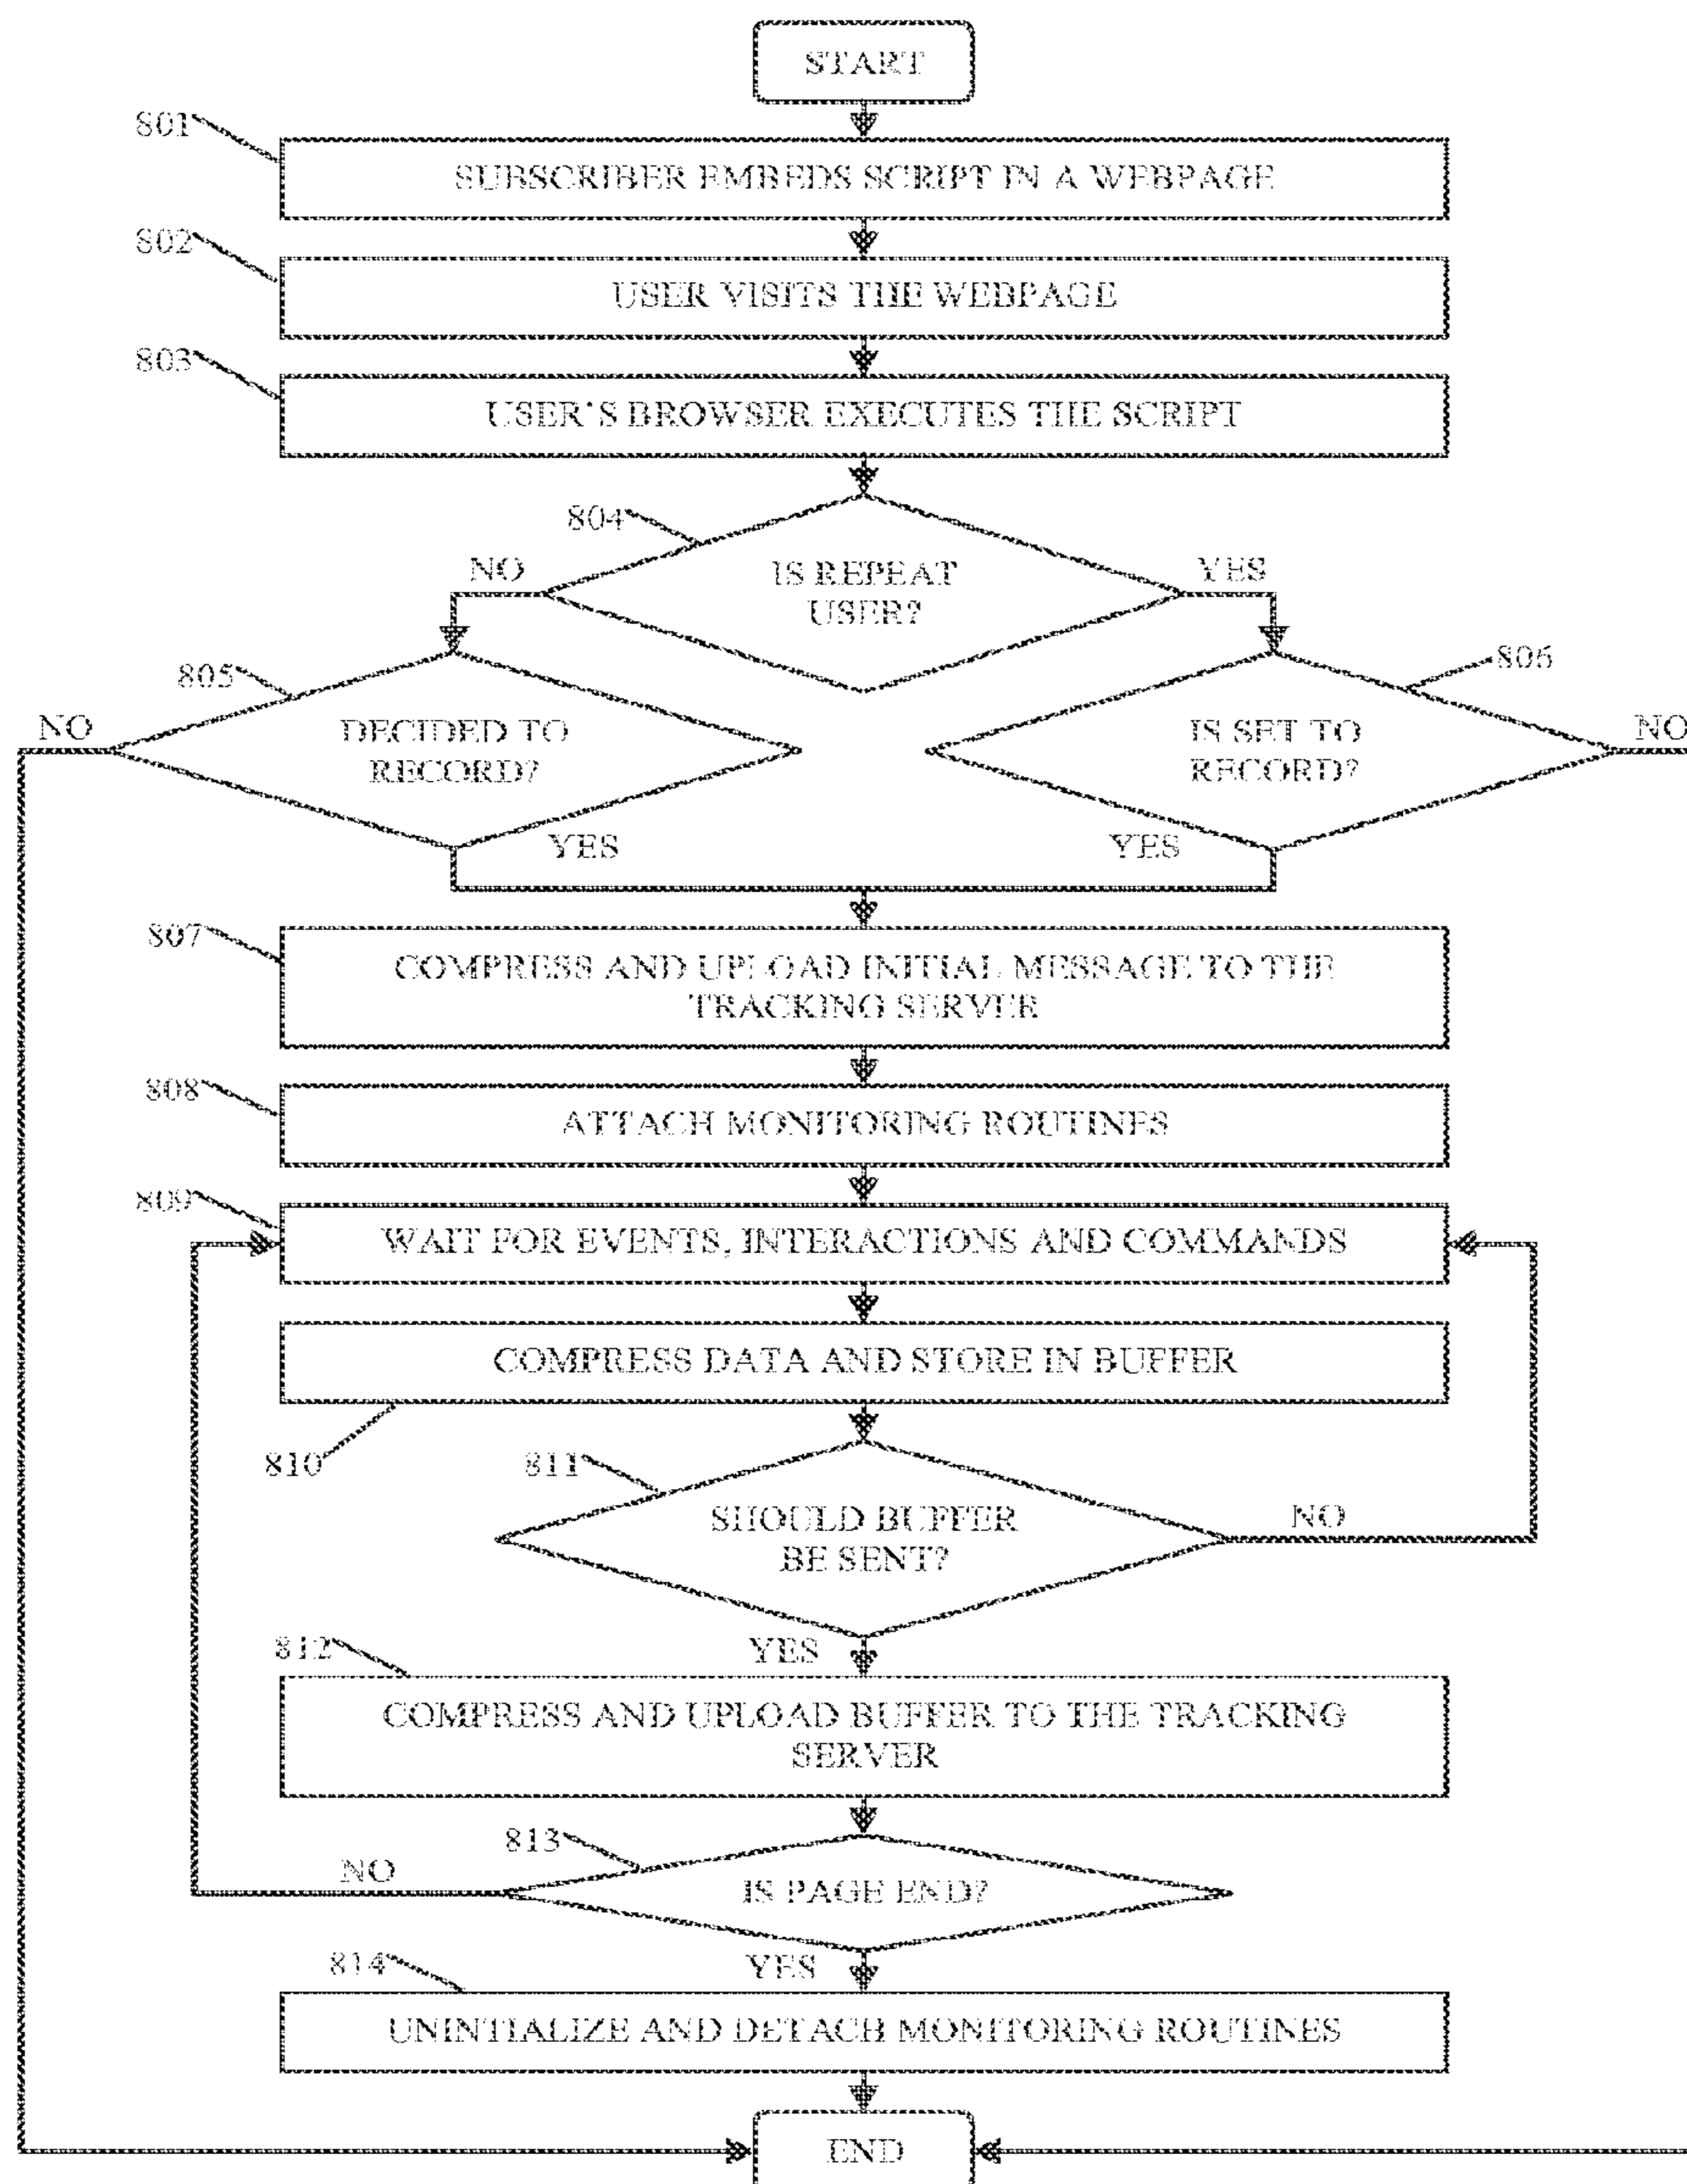 START
801
SUBSCRIBER EMBEDS SCRIPT IN A WEBPAGE
802
USER VISITS THE WEBPAGE
803
USER'S BROWSER EXECUTES THE SCRIPT
804
NO
IS REPEAT
USER?
YES
805
806
NO
DECIDED TO
RECORD?
IS SET TO
RECORD?
NO
YES
YES
807
COMPRESS AND UPLOAD INITIAL MESSAGE TO THE
TRACKING SERVER
808
ATTACH MONITORING ROUTINES
809
WAIT FOR EVENTS, INTERACTIONS AND COMMANDS
COMPRESS DATA AND STORE IN BUFFER
810
811
SHOULD BUFFER
BE SENT?
NO
812
YES
COMPRESS AND UPLOAD BUFFER TO THE TRACKING
SERVER
813
NO
IS PAGE END?
814
YES
UNINTIALIZE AND DETACH MONITORING ROUTINES
END